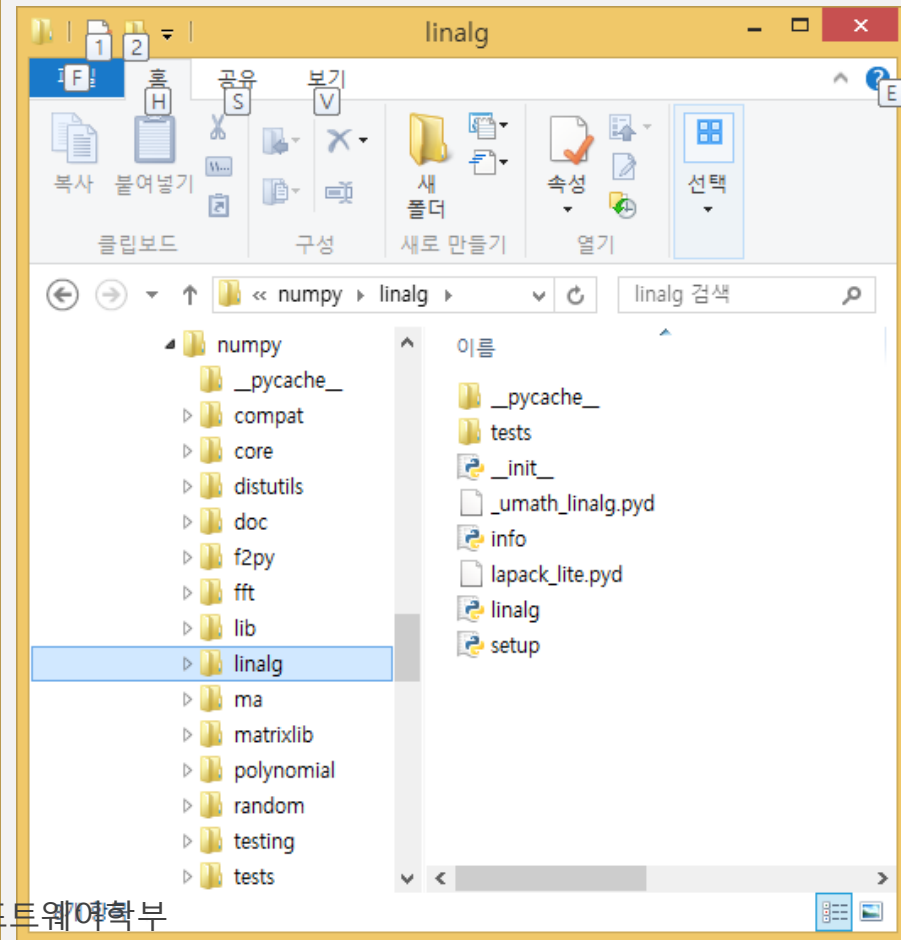 linalg
1 2
F 홈 공유 보기
H S V E
복사 붙여넣기 새 폴더 속성 선택
클립보드 구성 새로 만들기 열기
« numpy linalg linalg 검색
numpy
__pycache__
compat
core
distutils
doc
f2py
fft
lib
linalg
ma
matrixlib
polynomial
random
testing
tests
이름
__pycache__
tests
__init__
_umath_linalg.pyd
info
lapack_lite.pyd
linalg
setup